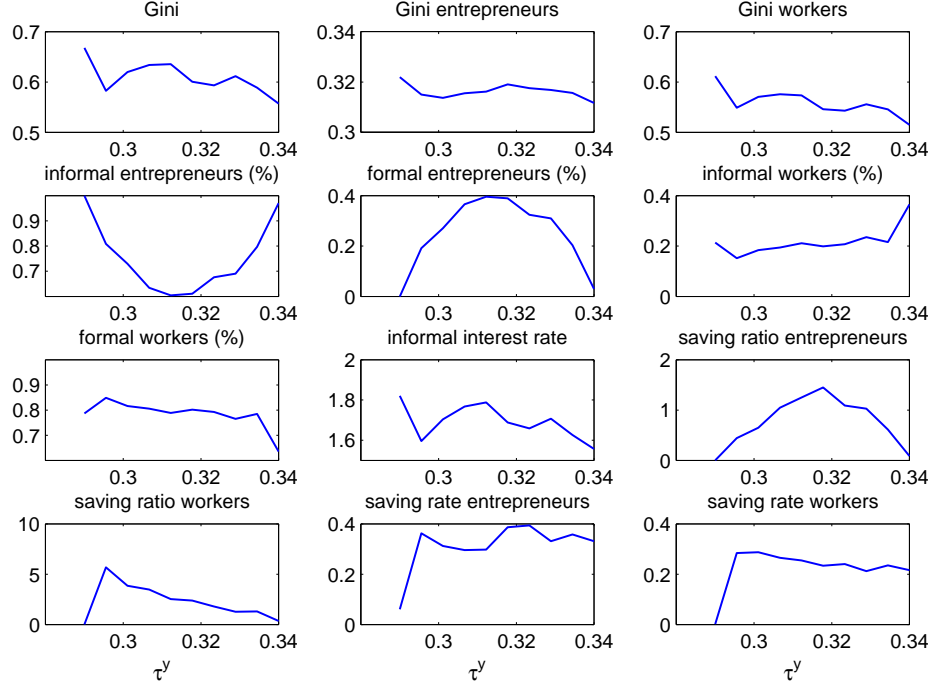 Gini Gini entrepreneurs Gini workers
0.7 0.34 0.7
0.6 0.32 0.6
0.5 0.3 0.5
0.3 0.32 0.34 0.3 0.32 0.34 0.3 0.32 0.34
informal entrepreneurs (%) formal entrepreneurs (%) informal workers (%)
0.9 0.4 0.4
0.8 0.2 0.2
0.7 0 0
0.3 0.32 0.34 0.3 0.32 0.34 0.3 0.32 0.34
formal workers (%) informal interest rate saving ratio entrepreneurs
0.9 2 2
0.8 1.8 1
0.7 1.6 0
0.3 0.32 0.34 0.3 0.32 0.34 0.3 0.32 0.34
saving ratio workers saving rate entrepreneurs saving rate workers
10 0.4 0.4
5 0.2 0.2
0 0 0
0.3 0.32 0.34 0.3 0.32 0.34 0.3 0.32 0.34
τ^y τ^y τ^y